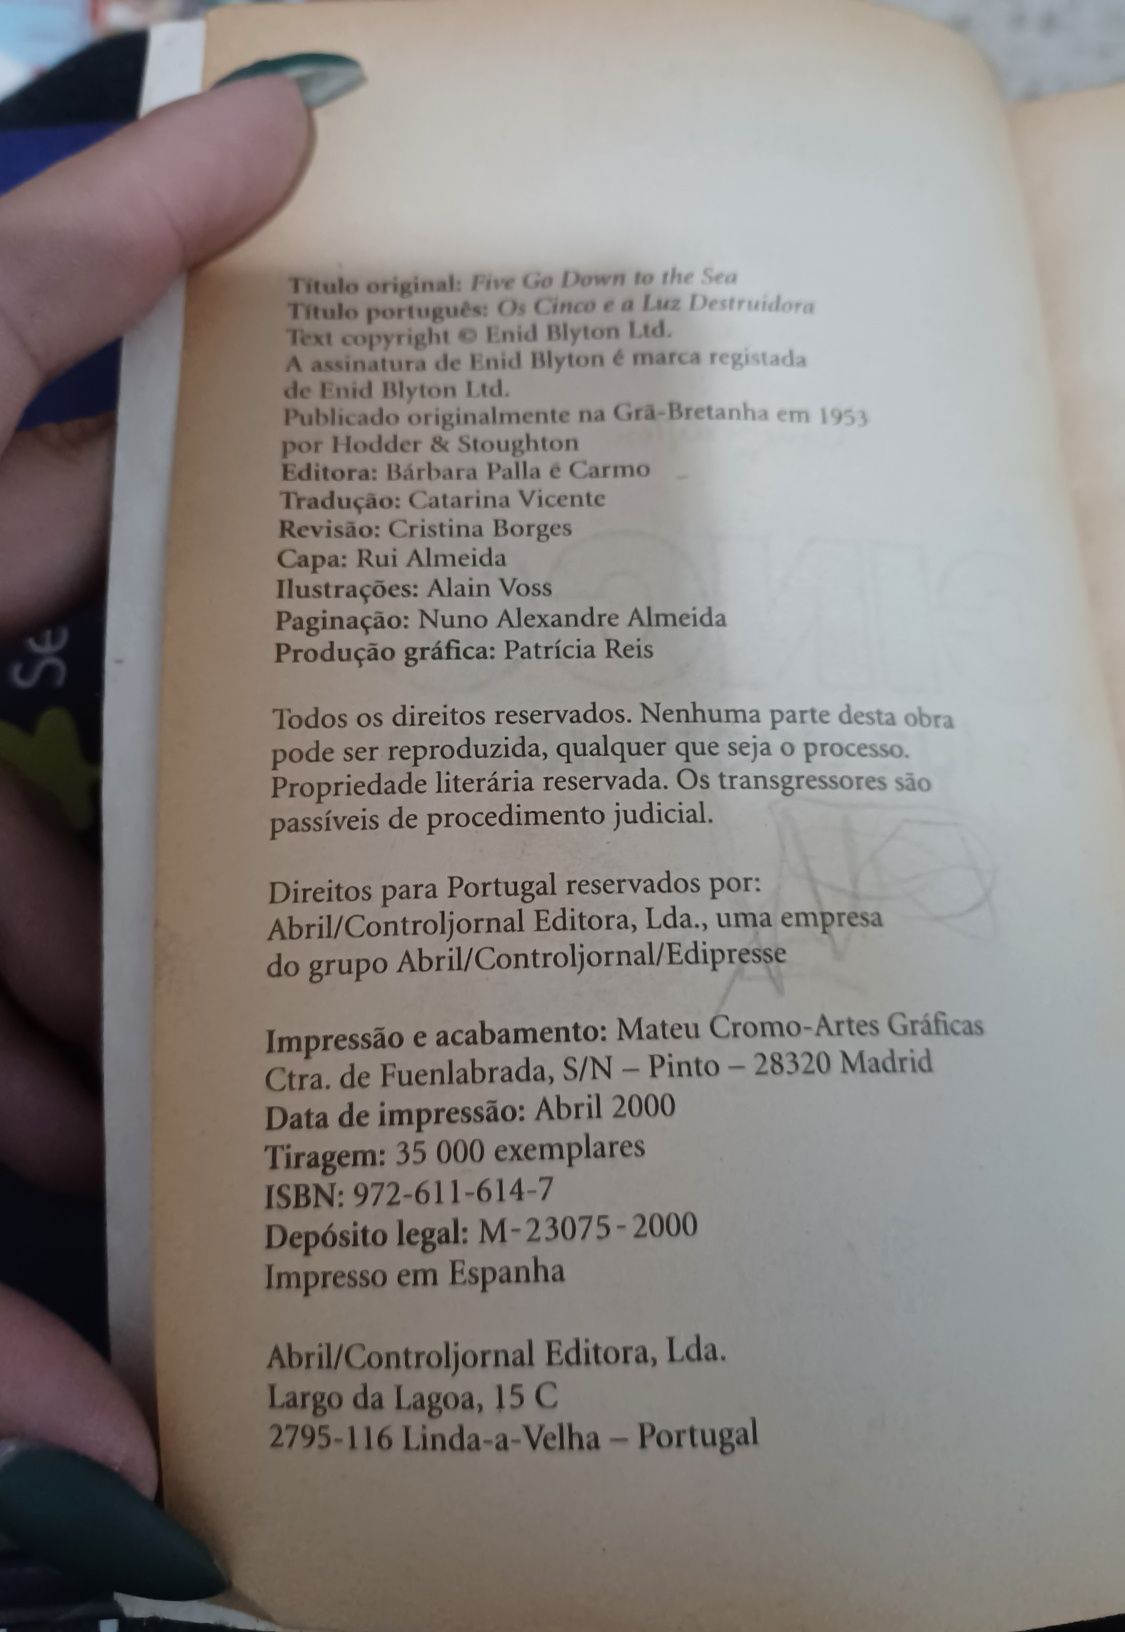 Título original: Five Go Down to the Sea
Título português: Os Cinco e a Luz Destruidora
Text copyright © Enid Blyton Ltd.
A assinatura de Enid Blyton é marca registada
de Enid Blyton Ltd.
Publicado originalmente na Grã-Bretanha em 1953
por Hodder & Stoughton
Editora: Bárbara Palla e Carmo
Tradução: Catarina Vicente
Revisão: Cristina Borges
Capa: Rui Almeida
Ilustrações: Alain Voss
Paginação: Nuno Alexandre Almeida
Produção gráfica: Patrícia Reis
Todos os direitos reservados. Nenhuma parte desta obra
pode ser reproduzida, qualquer que seja o processo.
Propriedade literária reservada. Os transgressores são
passíveis de procedimento judicial.
Direitos para Portugal reservados por:
Abril/Controljornal Editora, Lda., uma empresa
do grupo Abril/Controljornal/Edipresse
Impressão e acabamento: Mateu Cromo-Artes Gráficas
Ctra. de Fuenlabrada, S/N – Pinto – 28320 Madrid
Data de impressão: Abril 2000
Tiragem: 35 000 exemplares
ISBN: 972-611-614-7
Depósito legal: M-23075-2000
Impresso em Espanha
Abril/Controljornal Editora, Lda.
Largo da Lagoa, 15 C
2795-116 Linda-a-Velha – Portugal